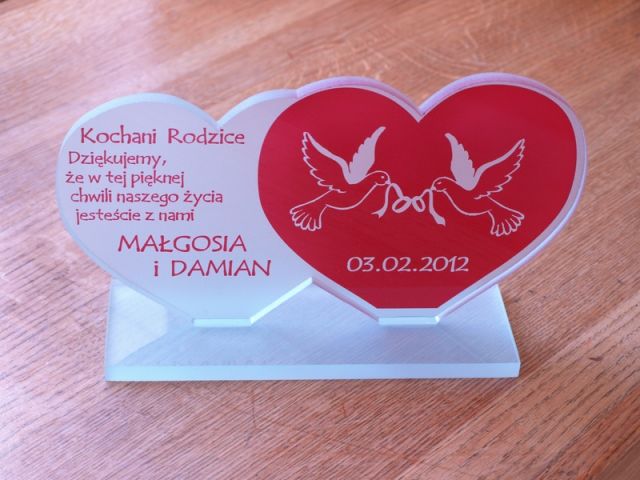 Kochani Rodzice
Dziękujemy,
że w tej pięknej
chwili naszego życia
jesteście z nami
MAŁGOSIA
i DAMIAN
03.02.2012